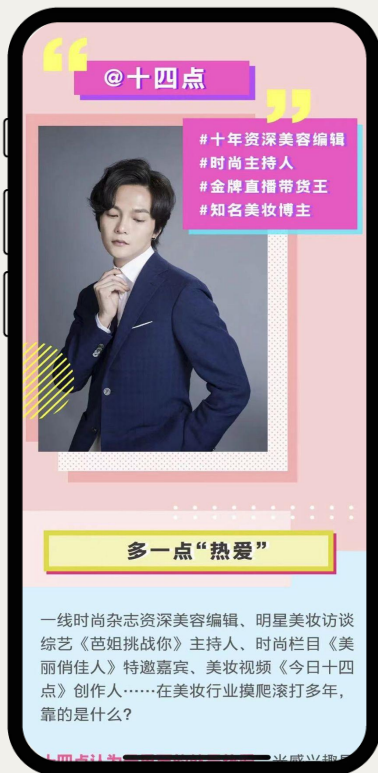 @十四点
#十年资深美容编辑
#时尚主持人
#金牌直播带货王
#知名美妆博主
多一点“热爱”
一线时尚杂志资深美容编辑、明星美妆访谈
综艺《芭姐挑战你》主持人、时尚栏目《美
丽俏佳人》特邀嘉宾、美妆视频《今日十四
点》创作人……在美妆行业摸爬滚打多年，
靠的是什么？
十四点认为